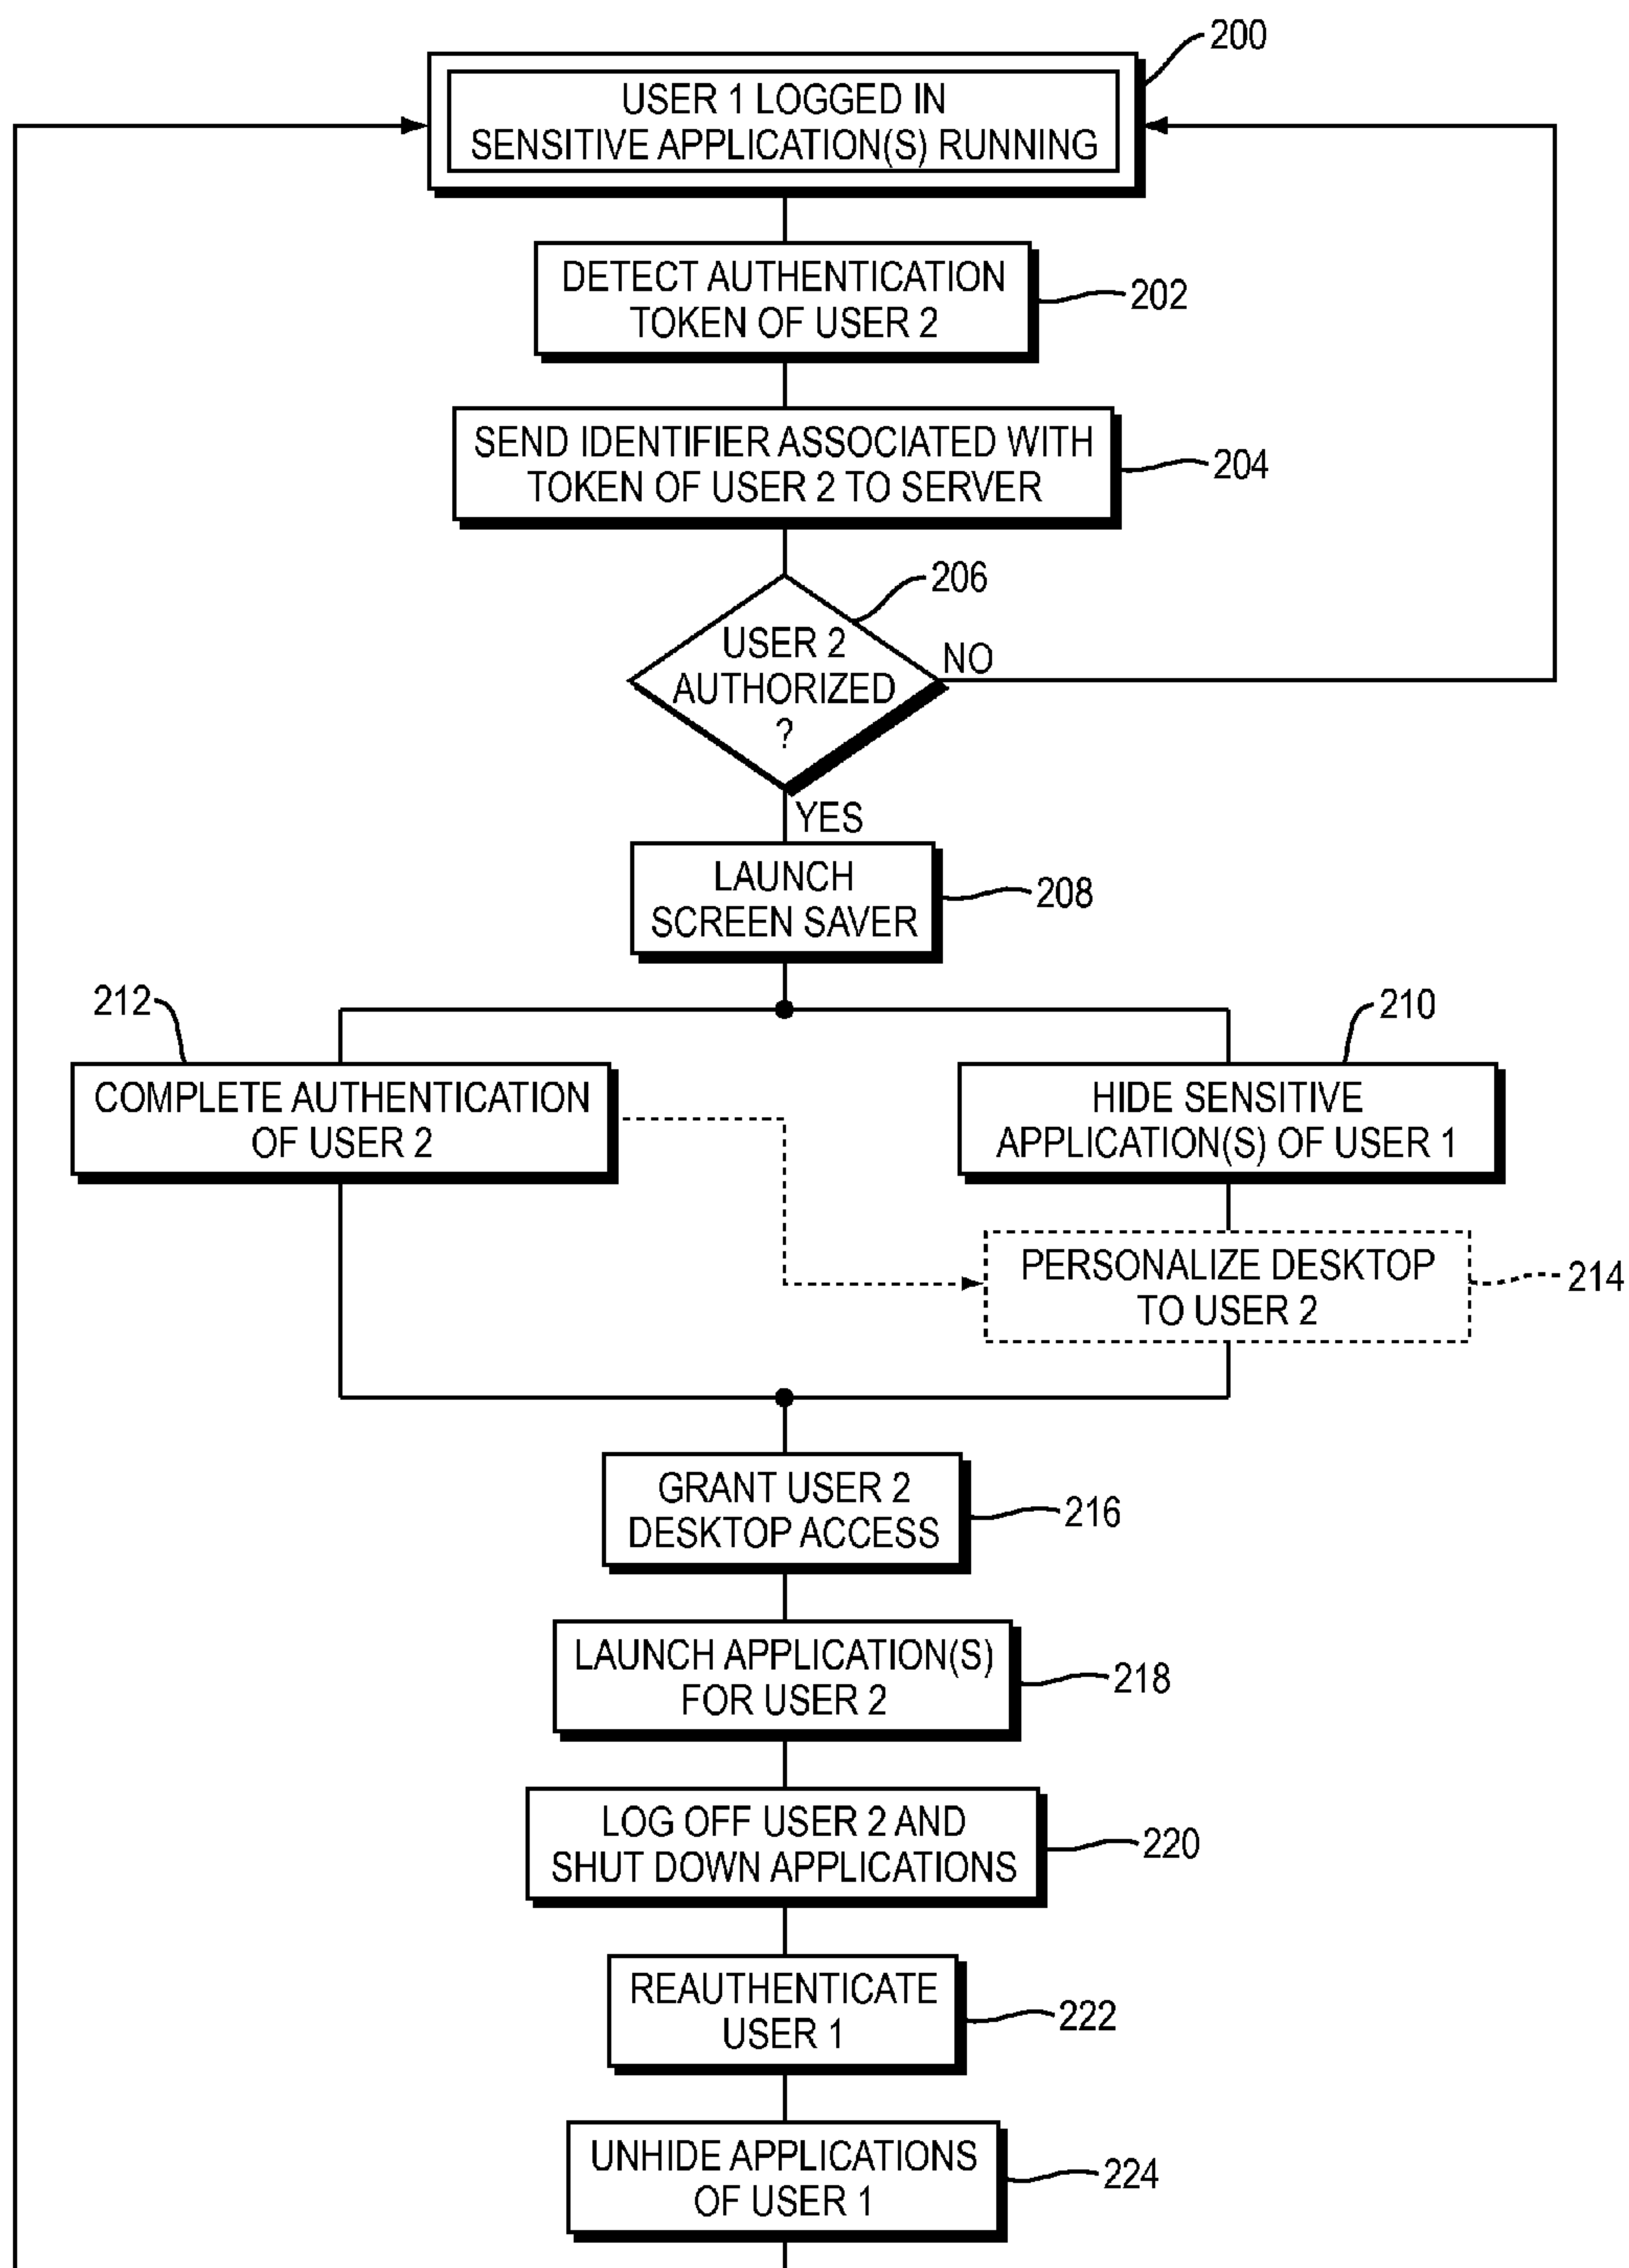 200
USER 1 LOGGED IN
SENSITIVE APPLICATION(S) RUNNING
DETECT AUTHENTICATION
TOKEN OF USER 2
202
SEND IDENTIFIER ASSOCIATED WITH
TOKEN OF USER 2 TO SERVER
204
206
USER 2
AUTHORIZED
?
NO
YES
LAUNCH
SCREEN SAVER
208
212
210
COMPLETE AUTHENTICATION
OF USER 2
HIDE SENSITIVE
APPLICATION(S) OF USER 1
PERSONALIZE DESKTOP
TO USER 2
214
GRANT USER 2
DESKTOP ACCESS
216
LAUNCH APPLICATION(S)
FOR USER 2
218
LOG OFF USER 2 AND
SHUT DOWN APPLICATIONS
220
REAUTHENTICATE
USER 1
222
UNHIDE APPLICATIONS
OF USER 1
224